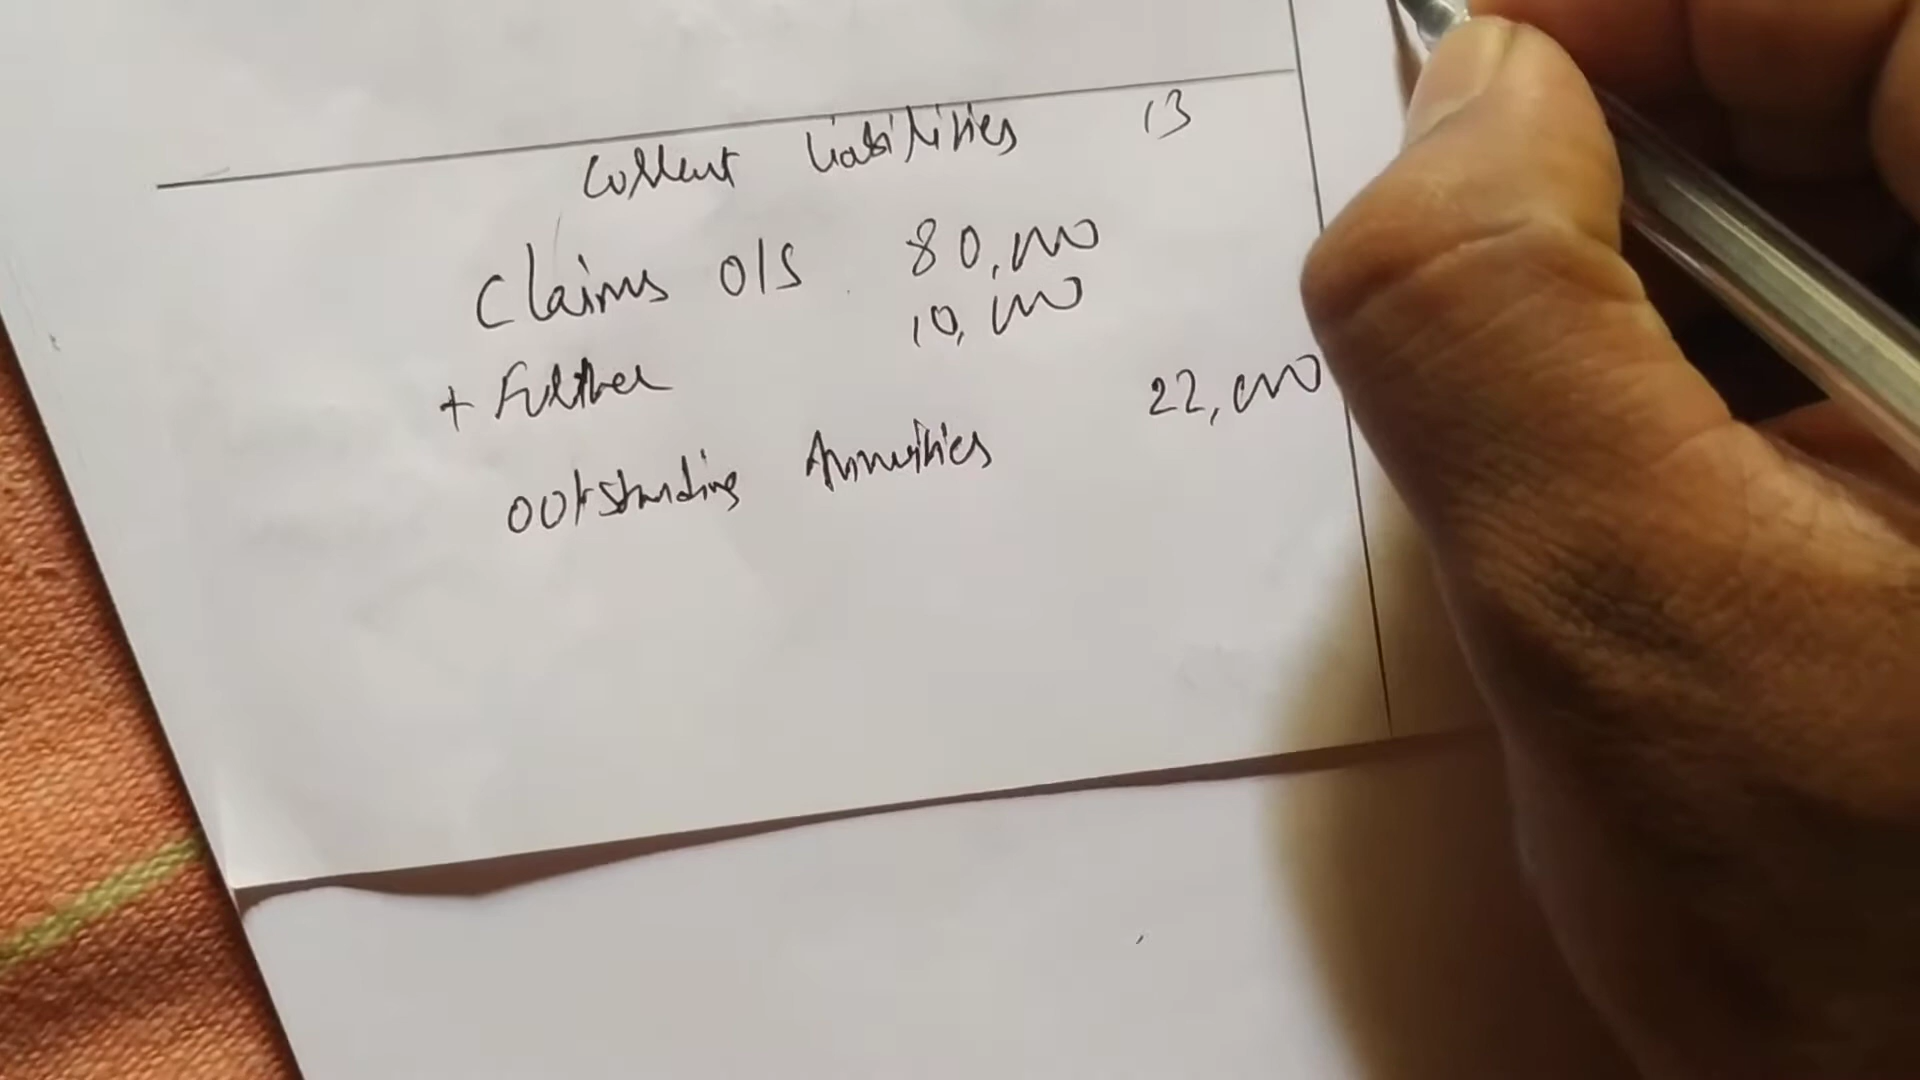 Current liabilities 13
Claims O/S 80,000
10,000
+ Further
22,000
outstanding Annuities